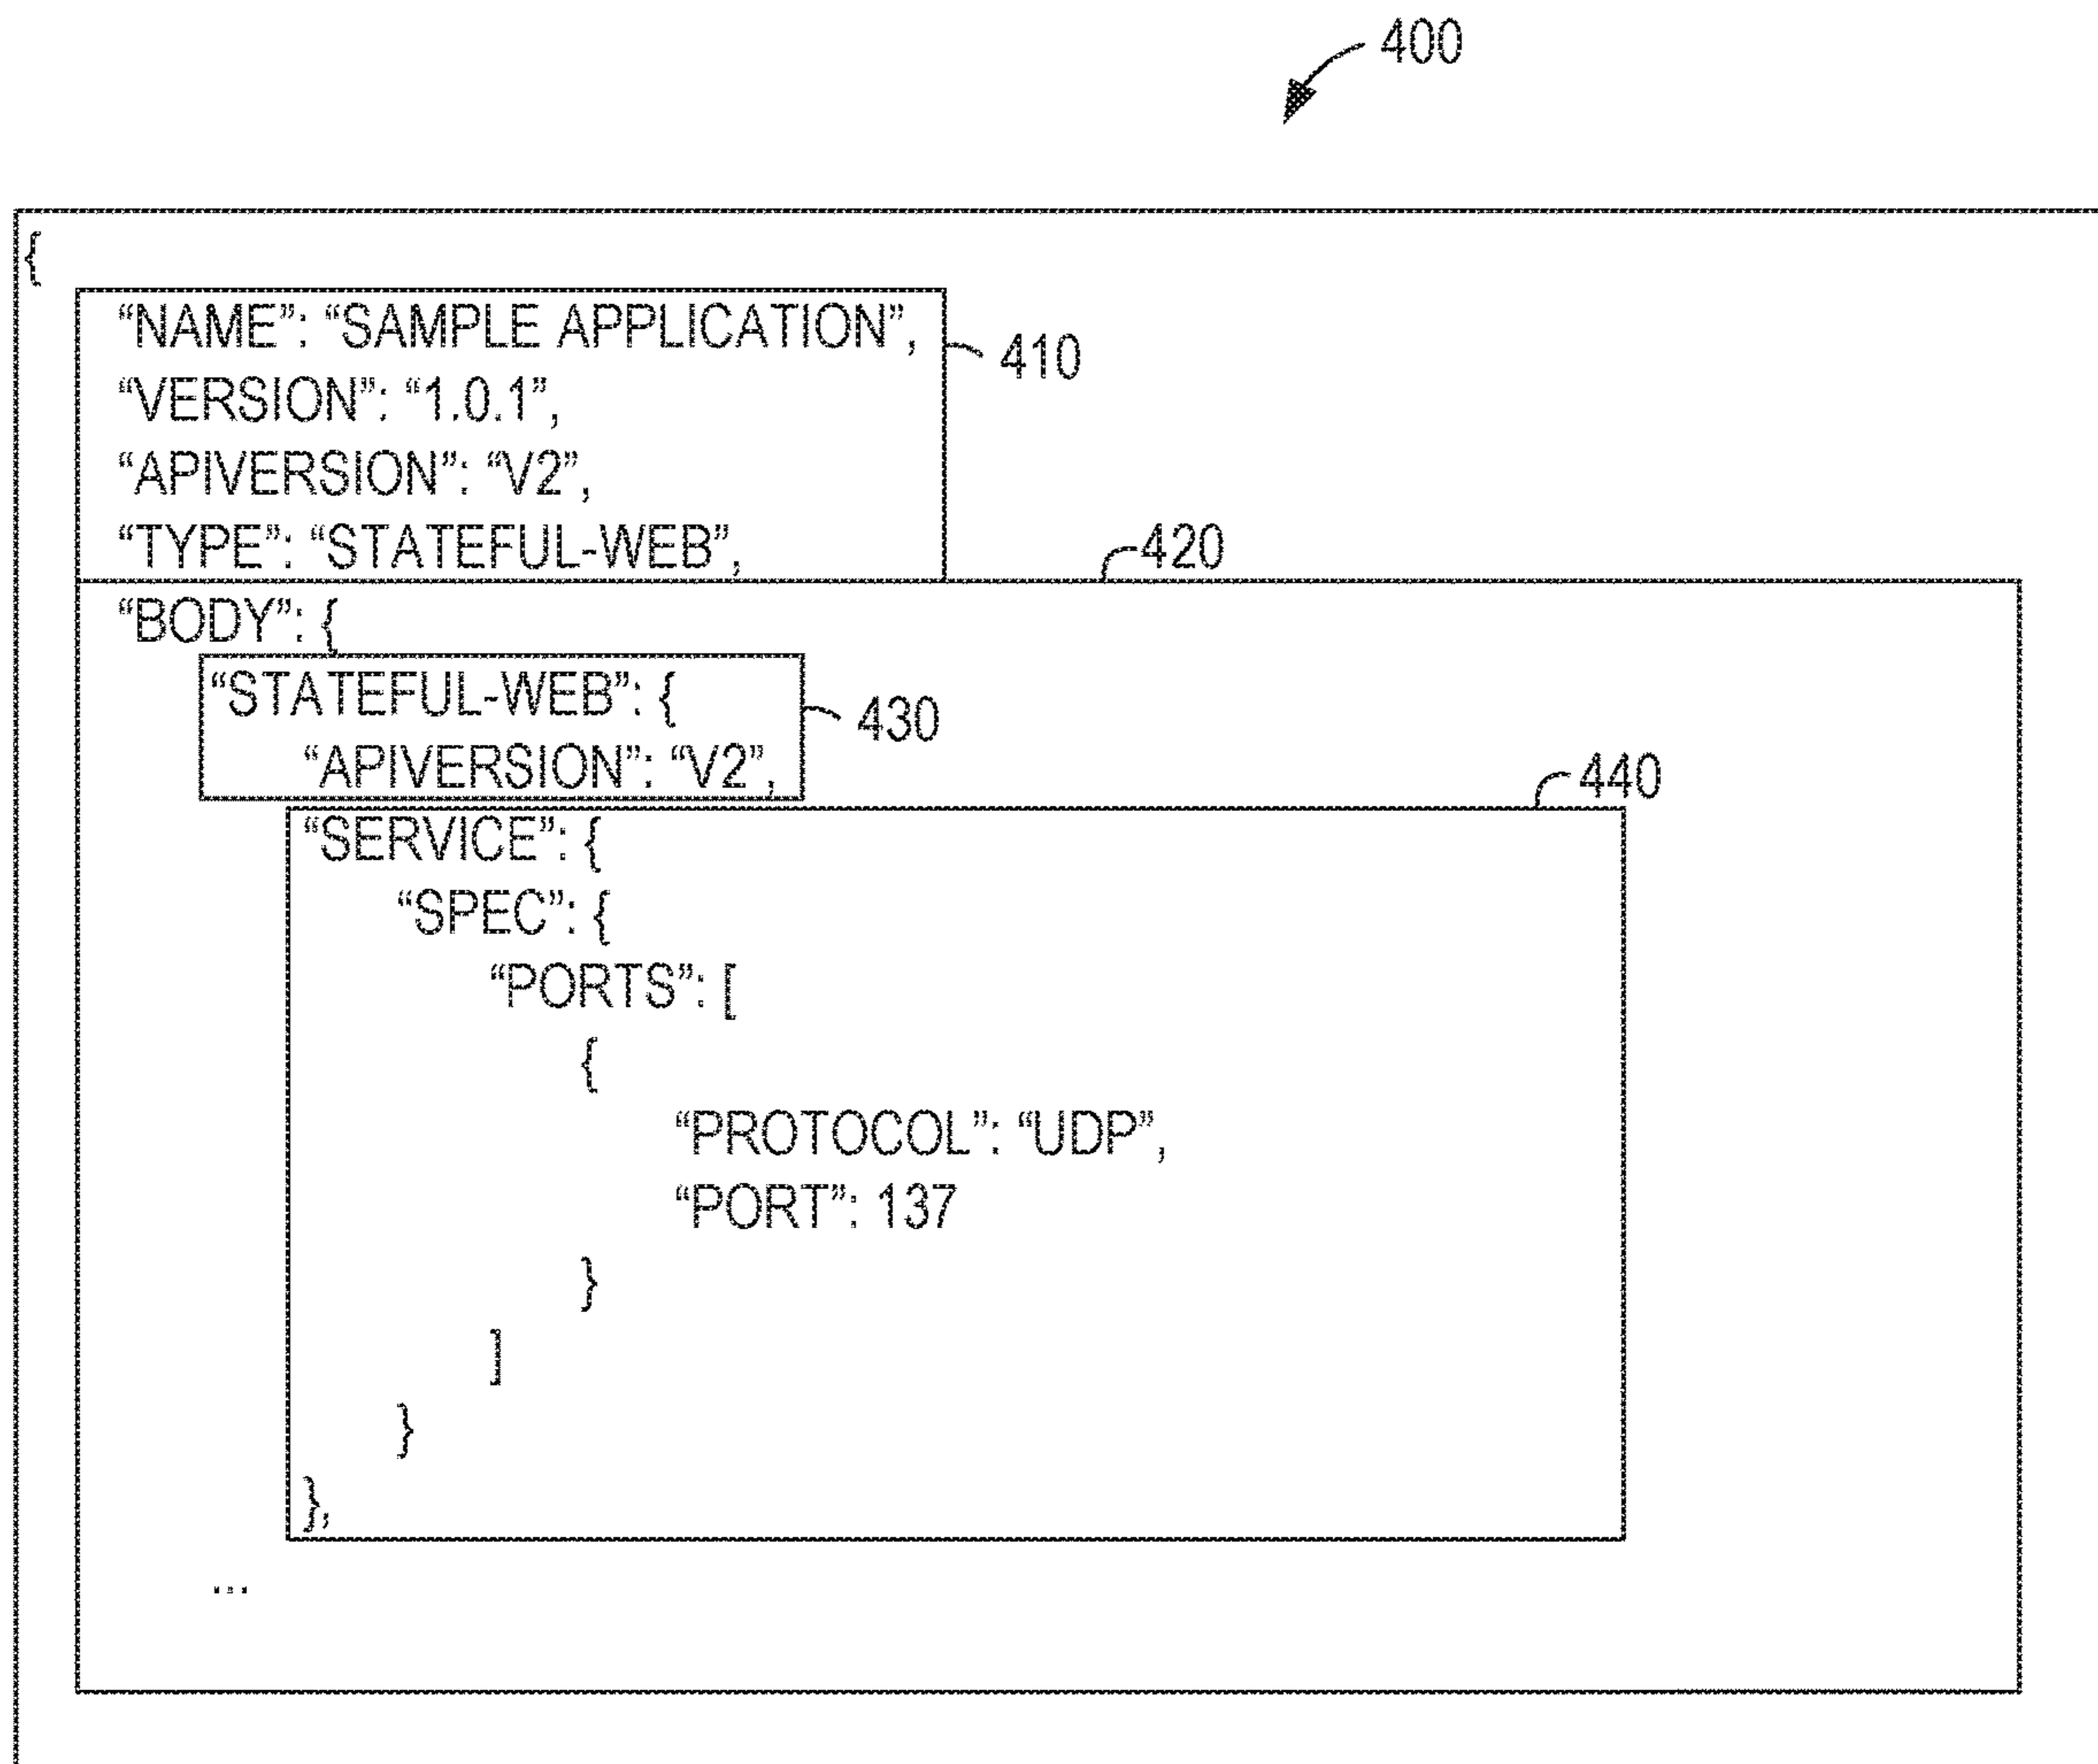 400
{
“NAME”: “SAMPLE APPLICATION”,
410
“VERSION”: “1.0.1”,
“APIVERSION”: “V2”,
“TYPE”: “STATEFUL-WEB”,
420
“BODY”: {
“STATEFUL-WEB”: {
430
“APIVERSION”: “V2”,
440
“SERVICE”: {
“SPEC”: {
“PORTS”: [
{
“PROTOCOL”: “UDP”,
“PORT”: 137
}
]
}
},
...